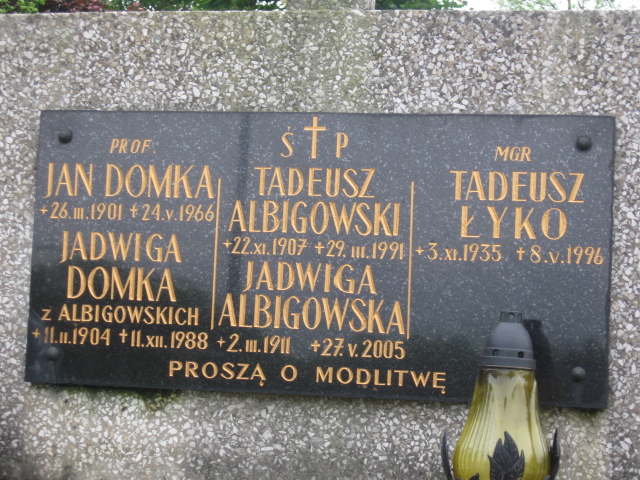 Ś † P
PROF
JAN DOMKA
+ 26.III.1901 + 24.V.1966
JADWIGA
DOMKA
Z ALBIGOWSKICH
+ 11.II.1904 † 11.XII.1988
TADEUSZ
ALBIGOWSKI
+ 22.XI.1907 + 29.III.1991
JADWIGA
ALBIGOWSKA
+ 2.III.1911 + 27.V.2005
MGR
TADEUSZ
ŁYKO
+ 3.XI.1935 † 8.V.1996
PROSZĄ O MODLITWĘ